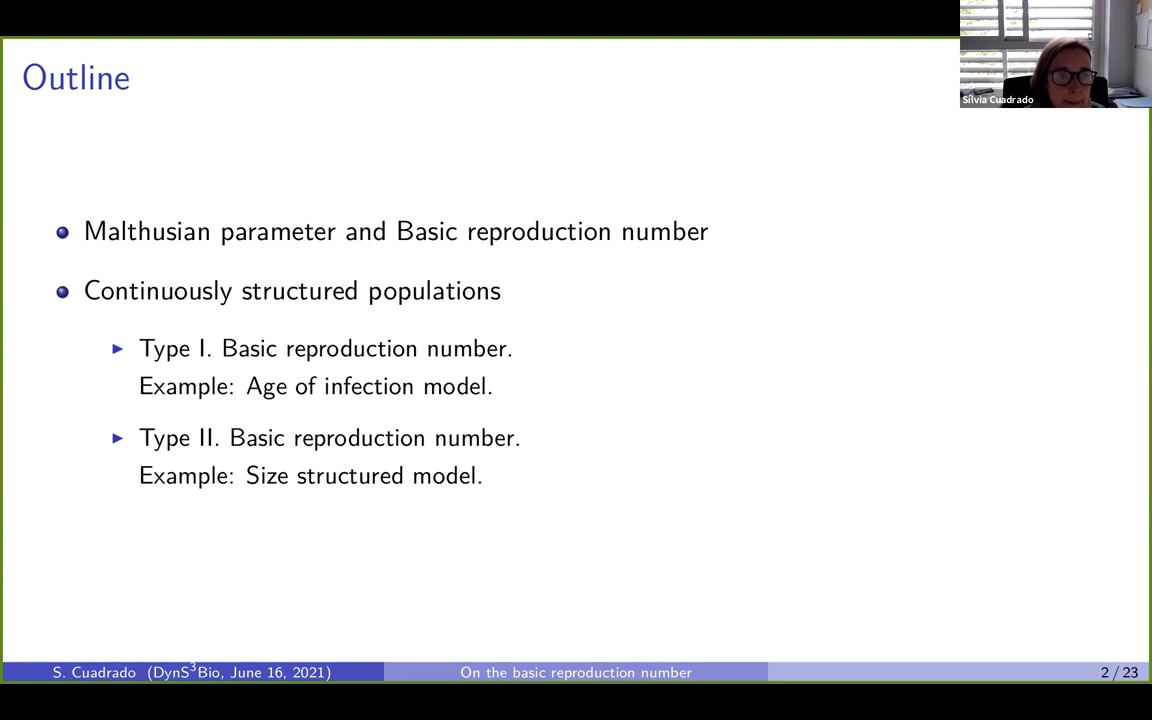 Outline
Sílvia Cuadrado
Malthusian parameter and Basic reproduction number
Continuously structured populations
Type I. Basic reproduction number.
Example: Age of infection model.
Type II. Basic reproduction number.
Example: Size structured model.
S. Cuadrado (DynS³Bio, June 16, 2021)
On the basic reproduction number
2 / 23